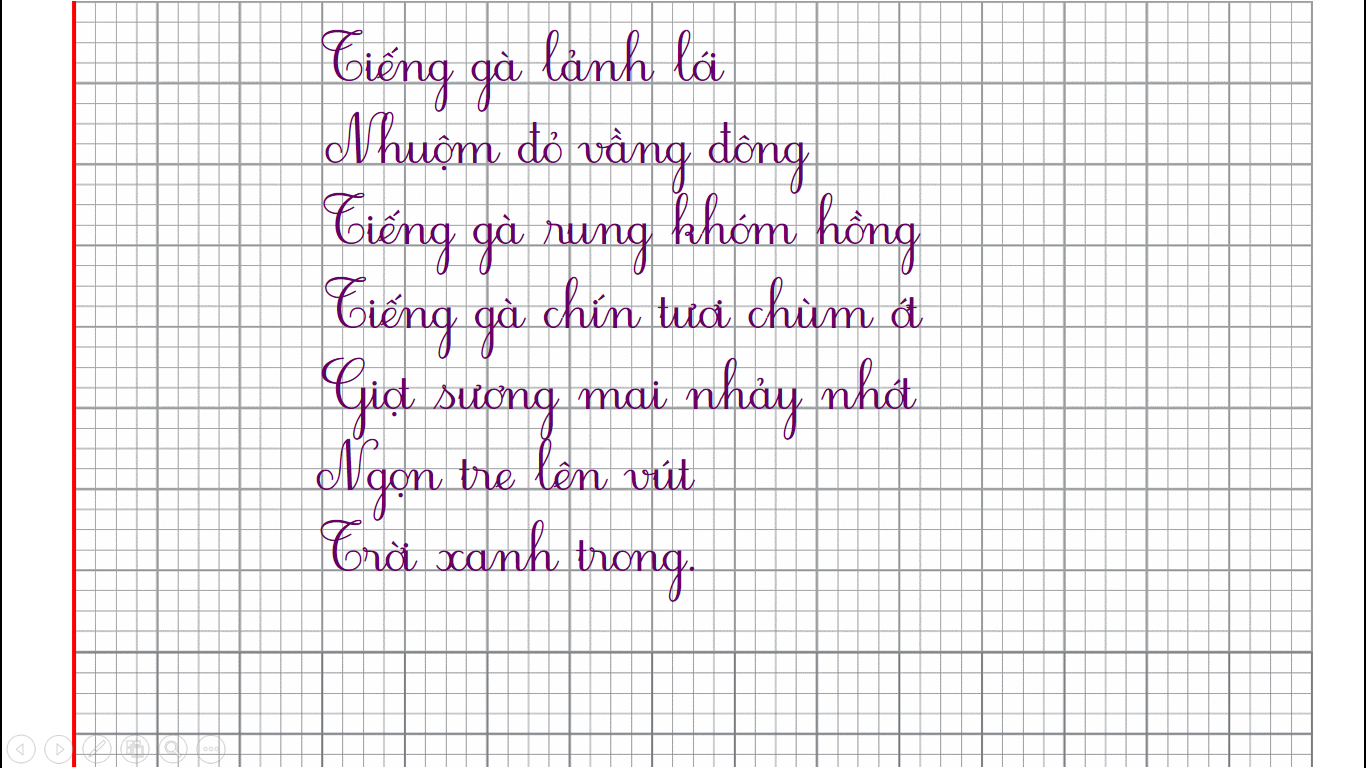 Tiếng gà lảnh lói
Nhuộm đỏ vầng đông
Tiếng gà rung khóm hồng
Tiếng gà chín tươi chùm ớt
Giọt sương mai nhảy nhót
Ngọn tre lên vút
Trời xanh trong.